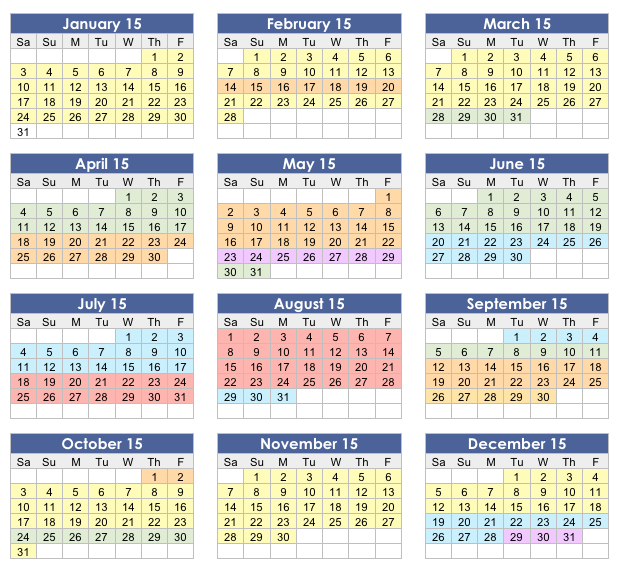 January 15 February 15 March 15
Sa Su M Tu W Th F Sa Su M Tu W Th F Sa Su M Tu W Th F
1 2 1 2 3 4 5 6 1 2 3 4 5 6
3 4 5 6 7 8 9 7 8 9 10 11 12 13 7 8 9 10 11 12 13
10 11 12 13 14 15 16 14 15 16 17 18 19 20 14 15 16 17 18 19 20
17 18 19 20 21 22 23 21 22 23 24 25 26 27 21 22 23 24 25 26 27
24 25 26 27 28 29 30 28 28 29 30 31
31
April 15 May 15 June 15
Sa Su M Tu W Th F Sa Su M Tu W Th F Sa Su M Tu W Th F
1 2 3 1 1 2 3 4 5
4 5 6 7 8 9 10 2 3 4 5 6 7 8 6 7 8 9 10 11 12
11 12 13 14 15 16 17 9 10 11 12 13 14 15 13 14 15 16 17 18 19
18 19 20 21 22 23 24 16 17 18 19 20 21 22 20 21 22 23 24 25 26
25 26 27 28 29 30 23 24 25 26 27 28 29 27 28 29 30
30 31
July 15 August 15 September 15
Sa Su M Tu W Th F Sa Su M Tu W Th F Sa Su M Tu W Th F
1 2 3 1 2 3 4 5 6 7 1 2 3 4
4 5 6 7 8 9 10 8 9 10 11 12 13 14 5 6 7 8 9 10 11
11 12 13 14 15 16 17 15 16 17 18 19 20 21 12 13 14 15 16 17 18
18 19 20 21 22 23 24 22 23 24 25 26 27 28 19 20 21 22 23 24 25
25 26 27 28 29 30 31 29 30 31 26 27 28 29 30
October 15 November 15 December 15
Sa Su M Tu W Th F Sa Su M Tu W Th F Sa Su M Tu W Th F
1 2 1 2 3 4 5 6 1 2 3 4
3 4 5 6 7 8 9 7 8 9 10 11 12 13 5 6 7 8 9 10 11
10 11 12 13 14 15 16 14 15 16 17 18 19 20 12 13 14 15 16 17 18
17 18 19 20 21 22 23 21 22 23 24 25 26 27 19 20 21 22 23 24 25
24 25 26 27 28 29 30 28 29 30 26 27 28 29 30 31
31